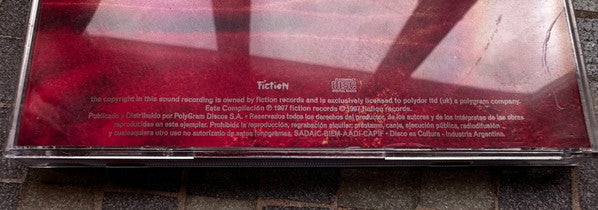 Fiction
COMPACT disc DIGITAL AUDIO
the copyright in this sound recording is owned by fiction records and is exclusively licensed to polydor ltd (uk) a polygram company.
Esta Compilación ℗ 1997 fiction records © 1997 fiction records.
Publicado y Distribuido por PolyGram Discos S.A. • Reservados todos los derechos del productor, de los autores y de los intérpretes de las obras
reproducidas en este ejemplar. Prohibida la reproducción, regrabación, alquiler, préstamo, canje, ejecución pública, radiodifusión
y cualesquiera otro uso no autorizado de estos fonogramas. SADAIC-BIEM-AADI-CAPIF • Disco es Cultura - Industria Argentina.